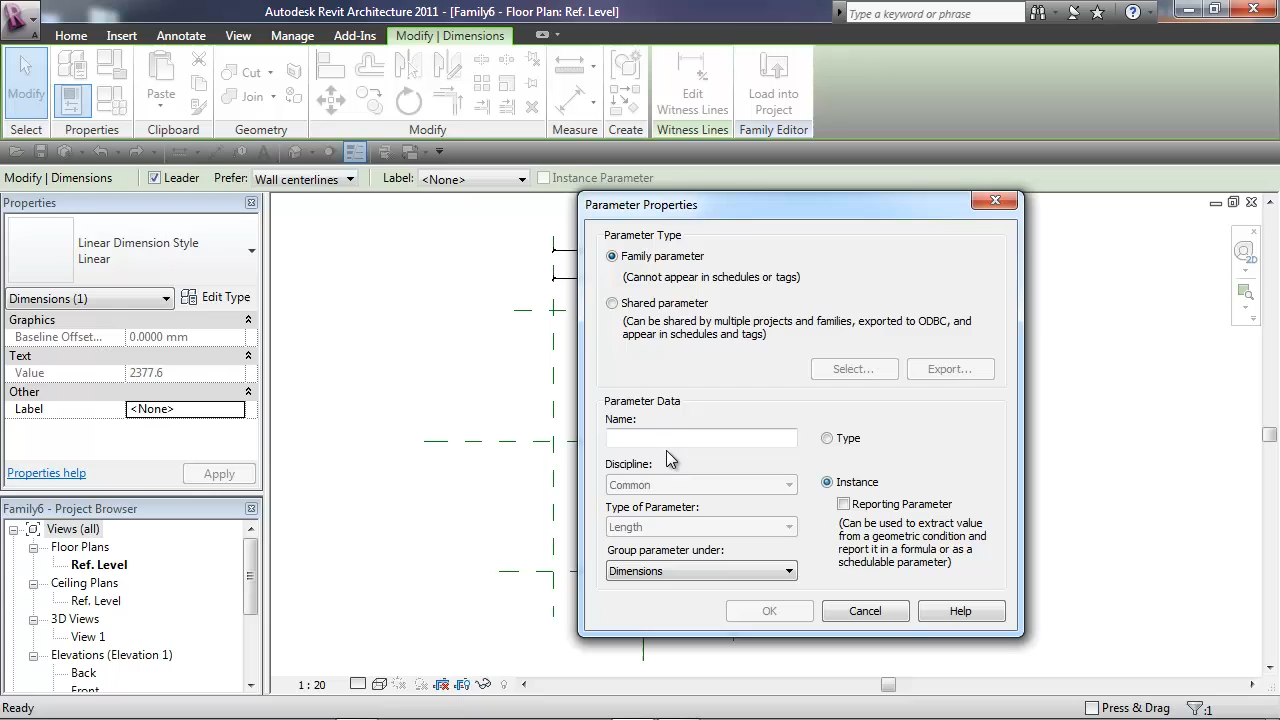 Autodesk Revit Architecture 2011 - [Family6 - Floor Plan: Ref. Level]
Type a keyword or phrase
Home Insert Annotate View Manage Add-Ins Modify | Dimensions
Modify
Paste
Cut
Join
Edit
Witness Lines
Load into
Project
Select Properties Clipboard Geometry Modify Measure Create Witness Lines Family Editor
Modify | Dimensions Leader Prefer: Wall centerlines Label: <None> Instance Parameter
Properties
Linear Dimension Style
Linear
Dimensions (1) Edit Type
Graphics
Baseline Offset... 0.0000 mm
Text
Value 2377.6
Other
Label <None>
Properties help Apply
Family6 - Project Browser
Views (all)
Floor Plans
Ref. Level
Ceiling Plans
Ref. Level
3D Views
View 1
Elevations (Elevation 1)
Back
Front
Parameter Properties
Parameter Type
Family parameter
(Cannot appear in schedules or tags)
Shared parameter
(Can be shared by multiple projects and families, exported to ODBC, and
appear in schedules and tags)
Select... Export...
Parameter Data
Name:
Type
Discipline:
Common
Instance
Type of Parameter:
Length
Reporting Parameter
(Can be used to extract value
from a geometric condition and
report it in a formula or as a
schedulable parameter)
Group parameter under:
Dimensions
OK Cancel Help
2D
1 : 20
Ready
Press & Drag
:1